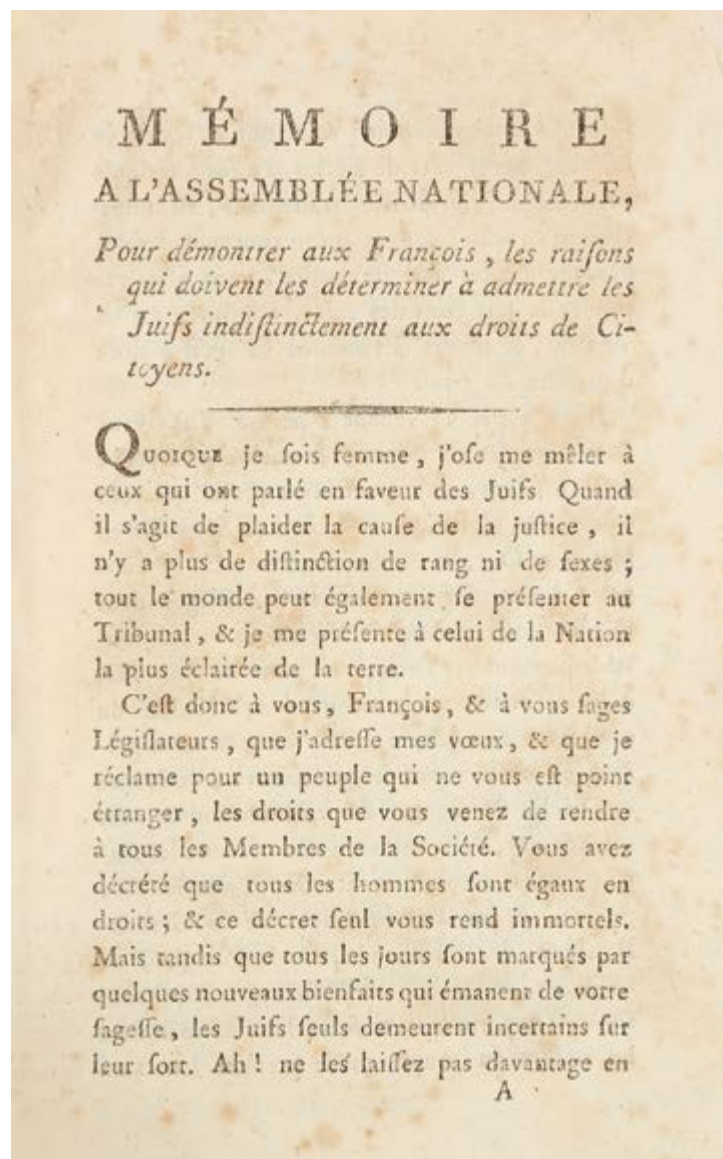 MÉMOIRE
A L'ASSEMBLÉE NATIONALE,
Pour démontrer aux François, les raiſons
qui doivent les déterminer à admettre les
Juifs indiſtinctement aux droits de Ci-
toyens.
QUOIQUE je ſois femme, j'oſe me mêler à
ceux qui ont parlé en faveur des Juifs Quand
il s'agit de plaider la cauſe de la juſtice, il
n'y a plus de diſtinction de rang ni de ſexes ;
tout le monde peut également ſe préſenter au
Tribunal, & je me préſente à celui de la Nation
la plus éclairée de la terre.
C'eſt donc à vous, François, & à vous ſages
Légiſlateurs, que j'adreſſe mes vœux, & que je
réclame pour un peuple qui ne vous eſt point
étranger, les droits que vous venez de rendre
à tous les Membres de la Société. Vous avez
décrété que tous les hommes ſont égaux en
droits ; & ce décret ſeul vous rend immortels.
Mais tandis que tous les jours ſont marqués par
quelques nouveaux bienfaits qui émanent de votre
ſageſſe, les Juifs ſeuls demeurent incertains ſur
leur ſort. Ah ! ne les laiſſez pas davantage en
A